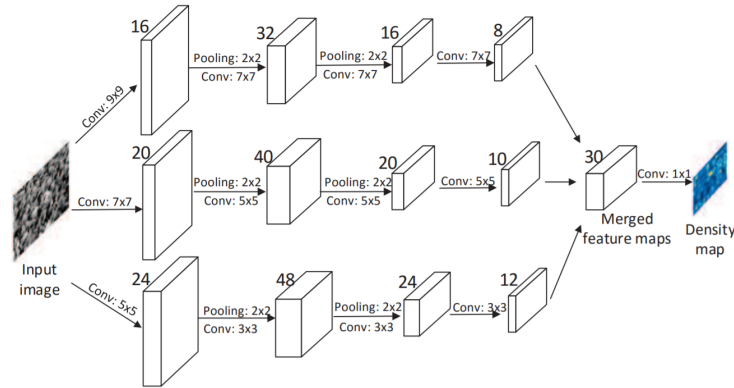 16
32
16
8
Pooling: 2x2
Pooling: 2x2
Conv: 7x7
Conv: 9x9
Conv: 7x7
Conv: 7x7
20
40
20
10
30
Pooling: 2x2
Pooling: 2x2
Conv: 5x5
Conv: 1x1
Conv: 7x7
Conv: 5x5
Conv: 5x5
Merged
feature maps
Density
map
Input
image
24
48
24
12
Conv: 5x5
Pooling: 2x2
Pooling: 2x2
Conv: 3x3
Conv: 3x3
Conv: 3x3